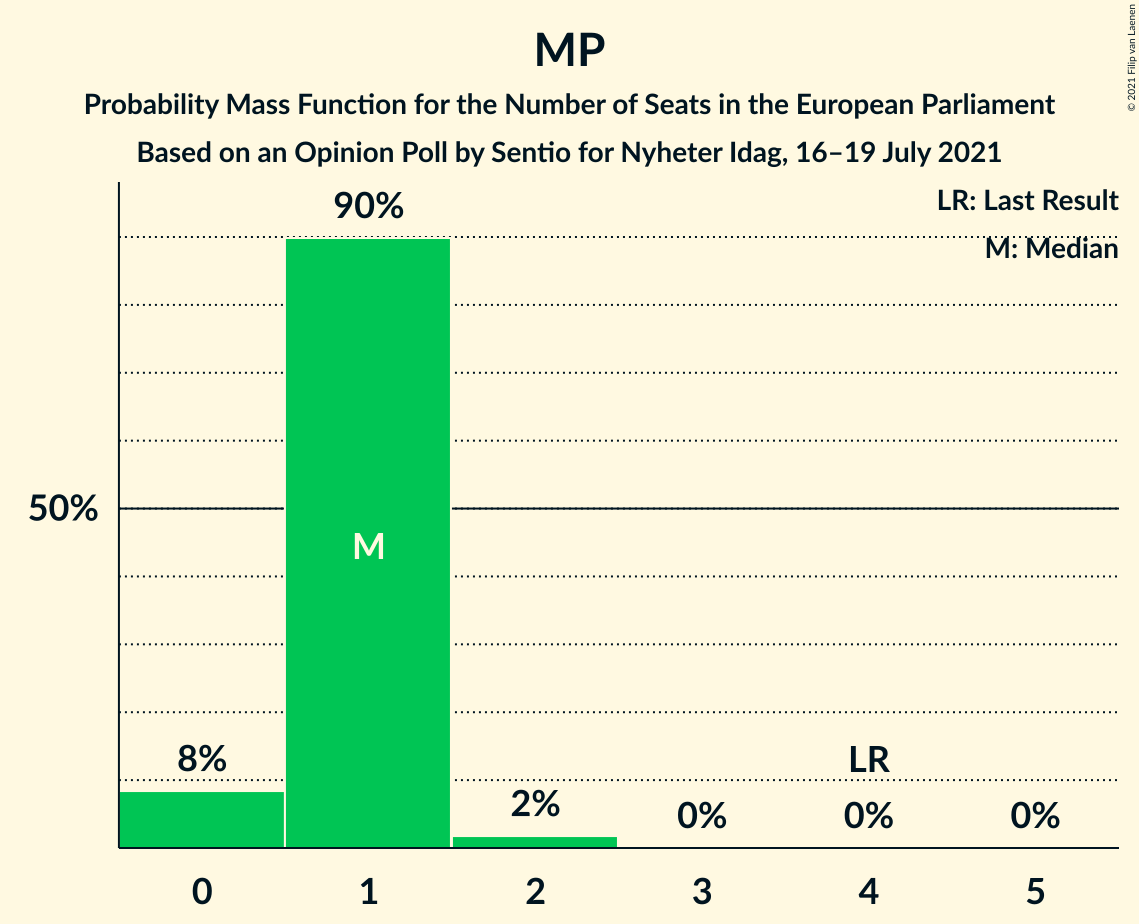 MP
Probability Mass Function for the Number of Seats in the European Parliament
Based on an Opinion Poll by Sentio for Nyheter Idag, 16–19 July 2021
© 2021 Filip van Laenen
LR: Last Result
M: Median
90%
50%
M
8%
2%
0%
LR
0%
0%
0 1 2 3 4 5